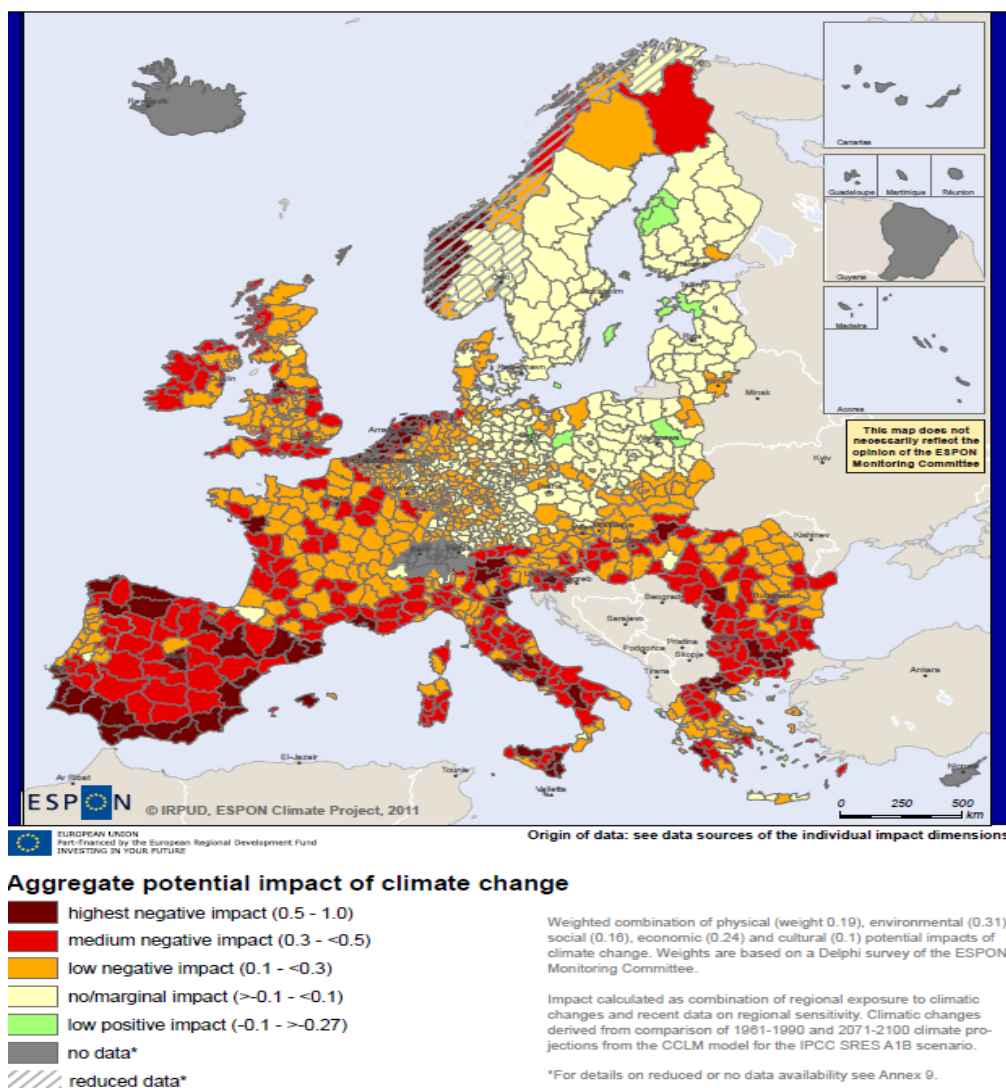 Reykjavik
Canarias
Guadeloupe
Martinique
Réunion
Guyane
Madeira
Acores
This map does not
necessarily reflect the
opinion of the ESPON
Monitoring Committee
Oslo
Tallinn
Dublin
Minsk
Kyiv
Kishinev
Zagreb
Beograd
Sarajevo
Podgorica
Pristina
Skopje
Tirana
Ankara
El-Jazair
Tounis
Ar Ribat
Valletta
ESPON
© IRPUD, ESPON Climate Project, 2011
0 250 500
km
EUROPEAN UNION
Part-financed by the European Regional Development Fund
INVESTING IN YOUR FUTURE
Origin of data: see data sources of the individual impact dimensions
Aggregate potential impact of climate change
highest negative impact (0.5 - 1.0)
medium negative impact (0.3 - <0.5)
low negative impact (0.1 - <0.3)
no/marginal impact (>-0.1 - <0.1)
low positive impact (-0.1 - >-0.27)
no data*
reduced data*
Weighted combination of physical (weight 0.19), environmental (0.31)
social (0.16), economic (0.24) and cultural (0.1) potential impacts of
climate change. Weights are based on a Delphi survey of the ESPON
Monitoring Committee.
Impact calculated as combination of regional exposure to climatic
changes and recent data on regional sensitivity. Climatic changes
derived from comparison of 1961-1990 and 2071-2100 climate pro-
jections from the CCLM model for the IPCC SRES A1B scenario.
*For details on reduced or no data availability see Annex 9.